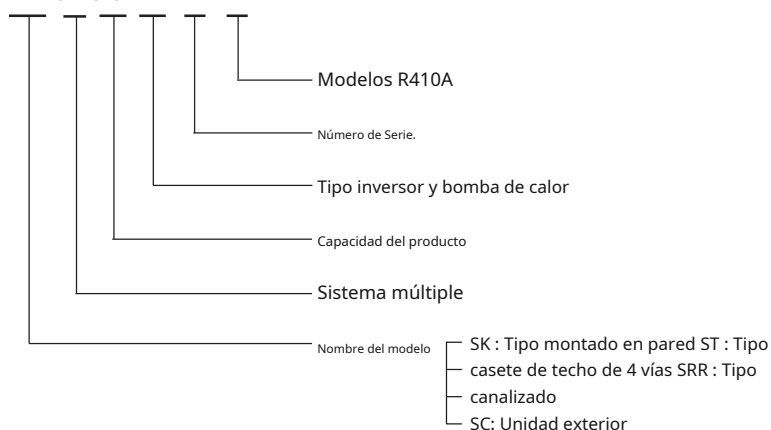 Modelos R410A
Número de Serie.
Tipo inversor y bomba de calor
Capacidad del producto
Sistema múltiple
Nombre del modelo
SK : Tipo montado en pared ST : Tipo
casete de techo de 4 vías SRR : Tipo
canalizado
SC: Unidad exterior